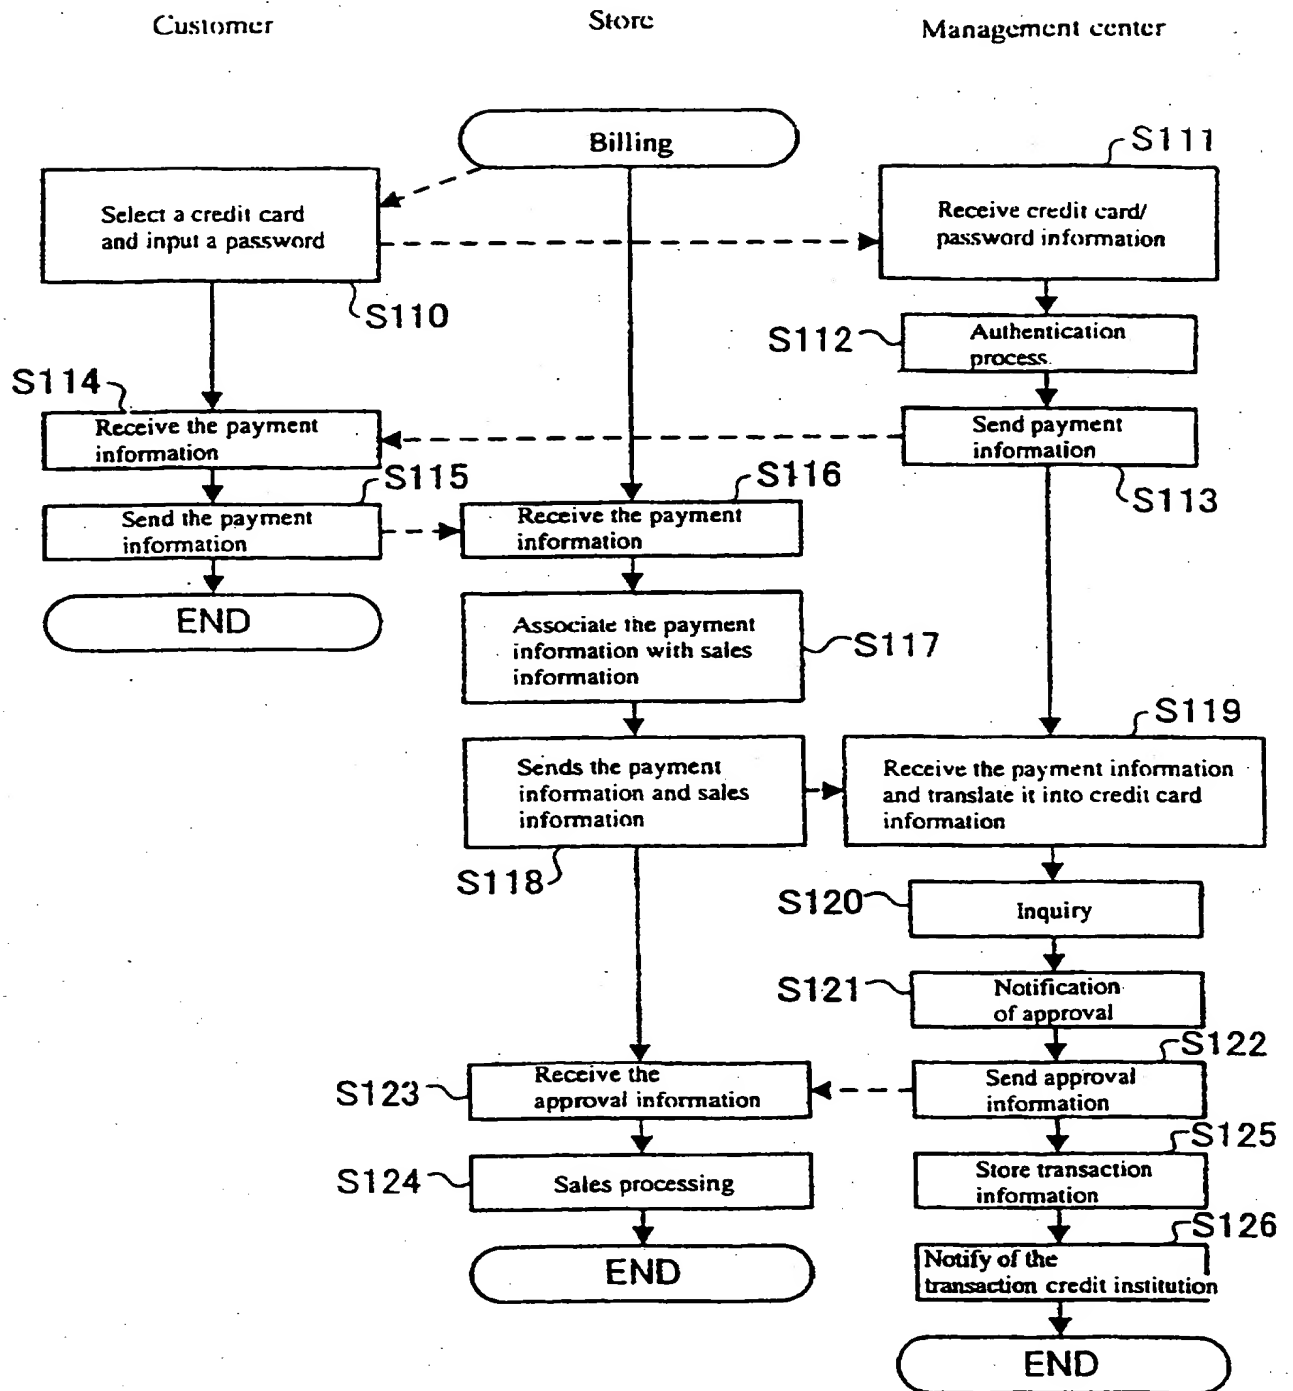 Customer
Store
Management center
Billing
S111
Select a credit card
and input a password
Receive credit card/
password information
S110
S112
Authentication
process.
S114
Receive the payment
information
Send payment
information
S113
S115
S116
Send the payment
information
Receive the payment
information
END
Associate the payment
information with sales
information
S117
S119
Sends the payment
information and sales
information
Receive the payment information
and translate it into credit card
information
S118
S120
Inquiry
S121
Notification
of approval
S122
S123
Receive the
approval information
Send approval
information
S125
S124
Sales processing
Store transaction
information
S126
END
Notify of the
transaction credit institution
END